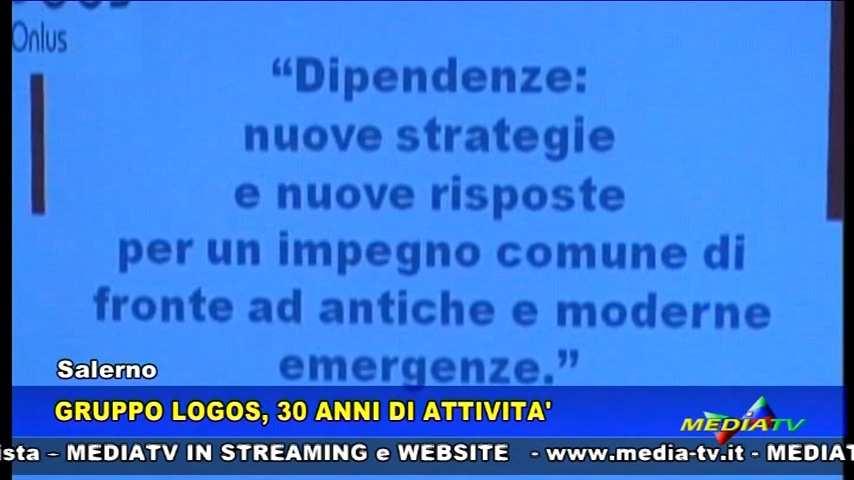 Onlus
“Dipendenze:
nuove strategie
e nuove risposte
per un impegno comune di
fronte ad antiche e moderne
emergenze.”
Salerno
GRUPPO LOGOS, 30 ANNI DI ATTIVITA'
MEDIATV
ista – MEDIATV IN STREAMING e WEBSITE - www.media-tv.it - MEDIAT